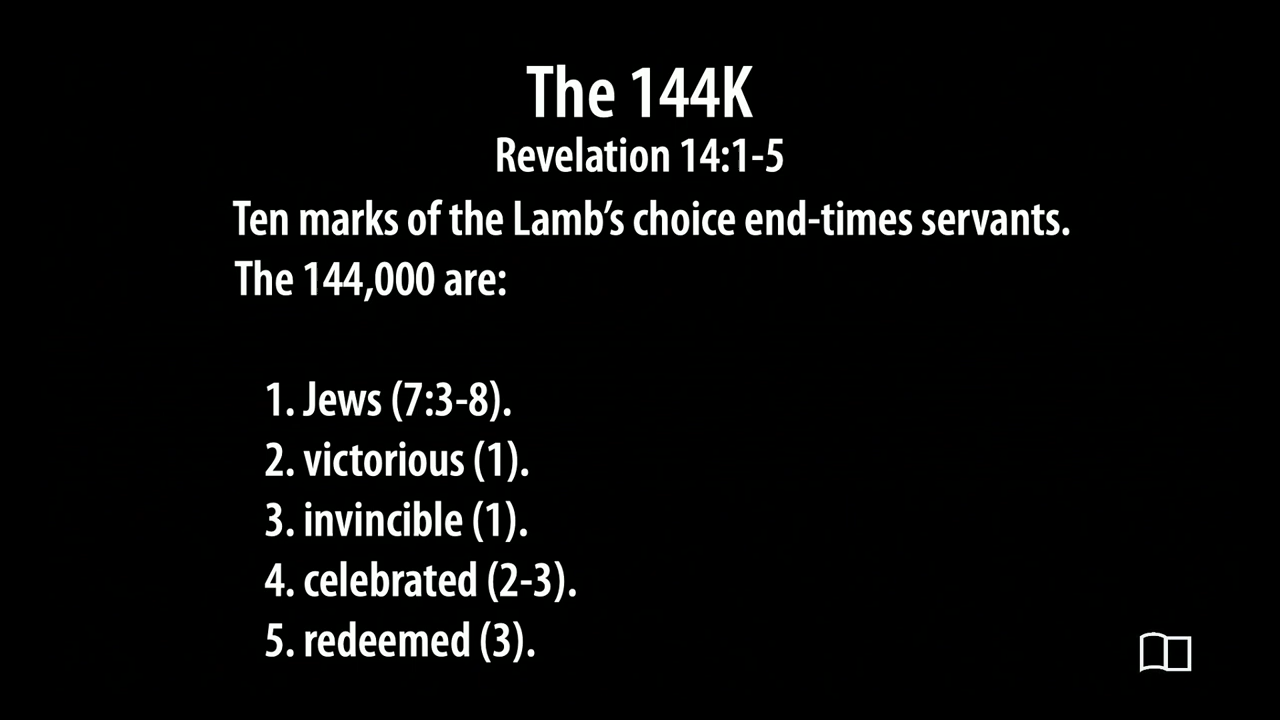 The 144K
Revelation 14:1-5
Ten marks of the Lamb’s choice end-times servants.
The 144,000 are:
1. Jews (7:3-8).
2. victorious (1).
3. invincible (1).
4. celebrated (2-3).
5. redeemed (3).